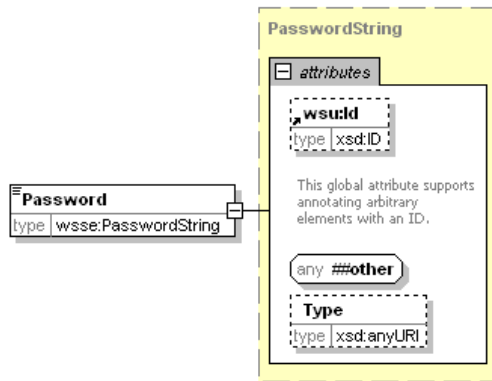 PasswordString
attributes
wsu:Id
type xsd:ID
This global attribute supports
annotating arbitrary
elements with an ID.
Password
type wsse:PasswordString
any ##other
Type
type xsd:anyURI